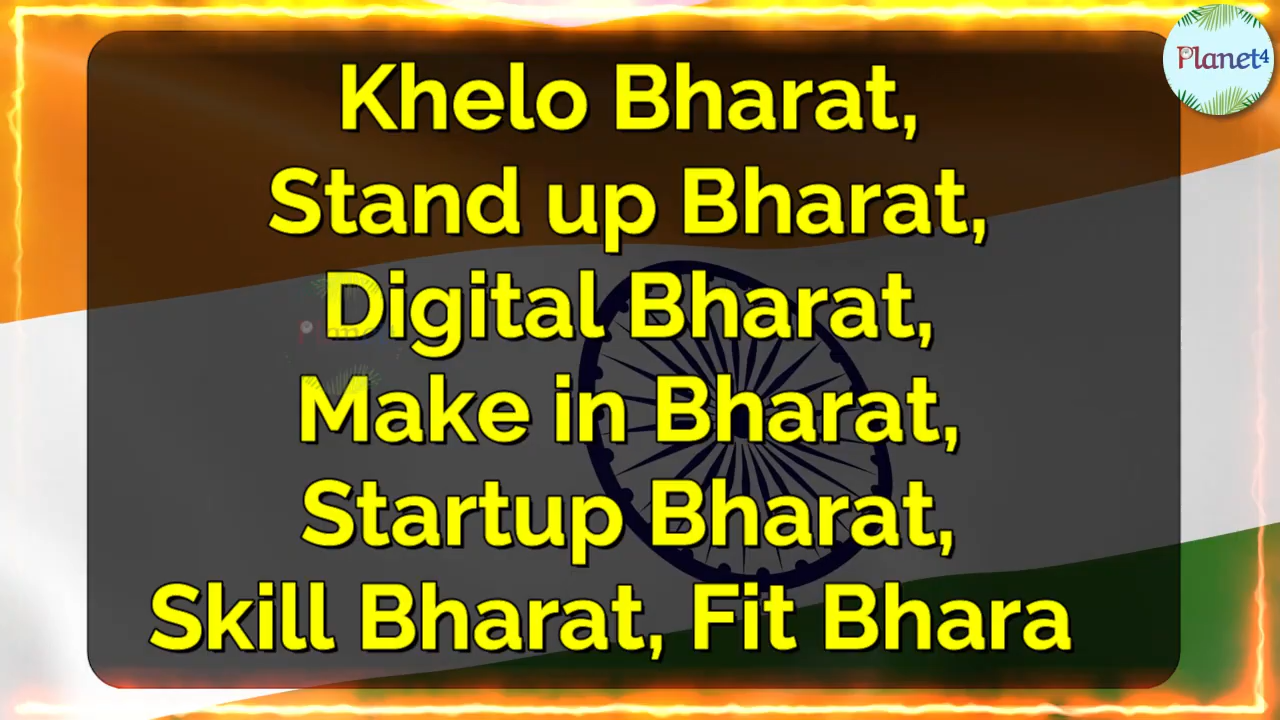 Planet4
Khelo Bharat,
Stand up Bharat,
Digital Bharat,
Make in Bharat,
Startup Bharat,
Skill Bharat, Fit Bhara